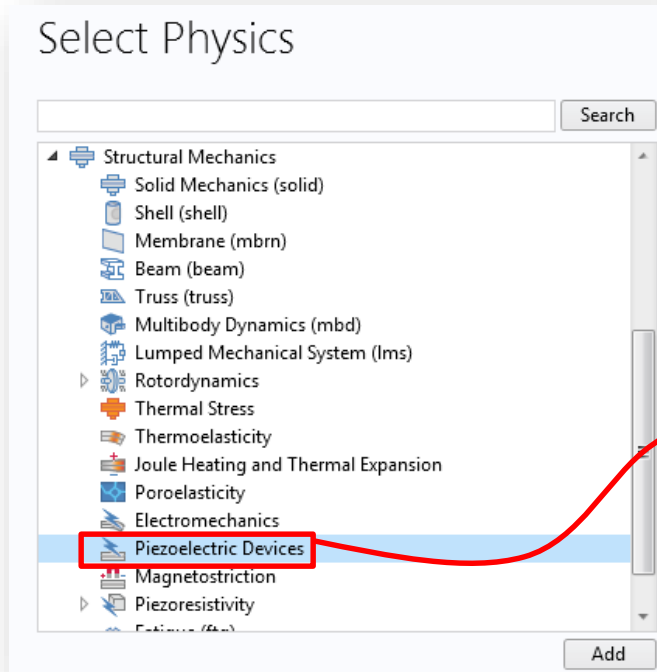 Select Physics
Search
Structural Mechanics
Solid Mechanics (solid)
Shell (shell)
Membrane (mbrn)
Beam (beam)
Truss (truss)
Multibody Dynamics (mbd)
Lumped Mechanical System (lms)
Rotordynamics
Thermal Stress
Thermoelasticity
Joule Heating and Thermal Expansion
Poroelasticity
Electromechanics
Piezoelectric Devices
Magnetostriction
Piezoresistivity
Fatigue (ftg)
Add